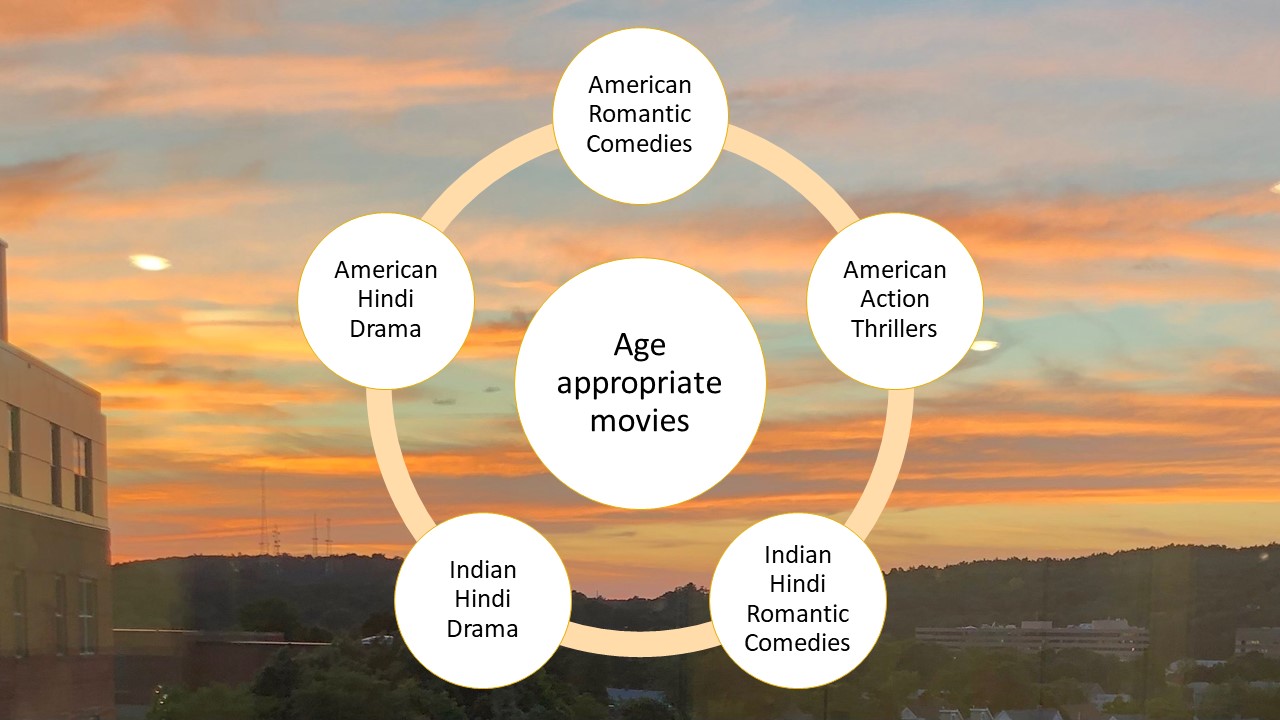 American
Romantic
Comedies
American
Action
Thrillers
Indian
Hindi
Romantic
Comedies
Indian
Hindi
Drama
American
Hindi
Drama
Age
appropriate
movies